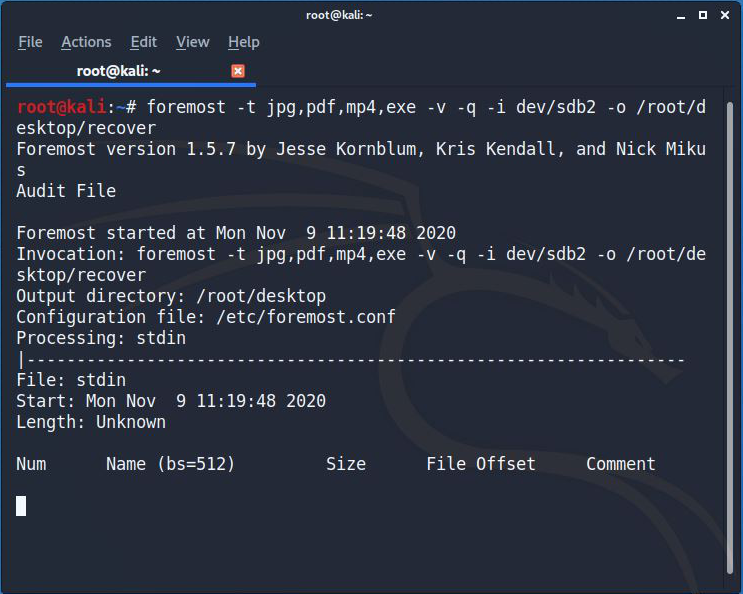 root@kali: ~
File Actions Edit View Help
root@kali: ~
root@kali:~# foremost -t jpg,pdf,mp4,exe -v -q -i dev/sdb2 -o /root/d
esktop/recover
Foremost version 1.5.7 by Jesse Kornblum, Kris Kendall, and Nick Miku
s
Audit File
Foremost started at Mon Nov  9 11:19:48 2020
Invocation: foremost -t jpg,pdf,mp4,exe -v -q -i dev/sdb2 -o /root/de
sktop/recover
Output directory: /root/desktop
Configuration file: /etc/foremost.conf
Processing: stdin
|------------------------------------------------------------------
File: stdin
Start: Mon Nov  9 11:19:48 2020
Length: Unknown
Num      Name (bs=512)         Size      File Offset     Comment